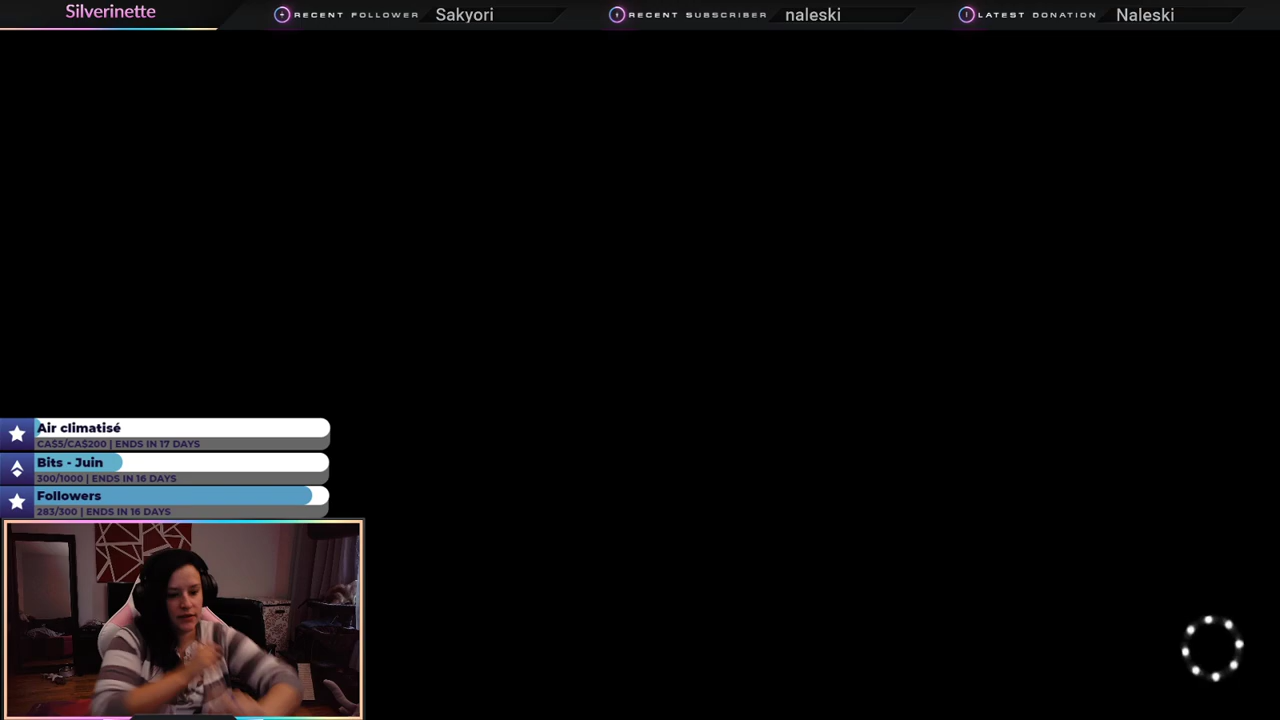 Silverinette
RECENT FOLLOWER Sakyori
RECENT SUBSCRIBER naleski
LATEST DONATION Naleski
Air climatisé
CA$5/CA$200 | ENDS IN 17 DAYS
Bits - Juin
300/1000 | ENDS IN 16 DAYS
Followers
283/300 | ENDS IN 16 DAYS